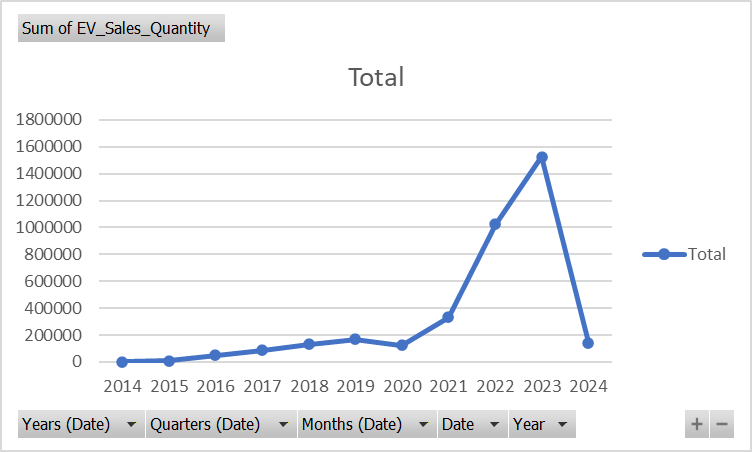 Sum of EV_Sales_Quantity
Total
1800000
1600000
1400000
1200000
1000000
800000
600000
400000
200000
0
2014 2015 2016 2017 2018 2019 2020 2021 2022 2023 2024
Total
Years (Date) Quarters (Date) Months (Date) Date Year + −